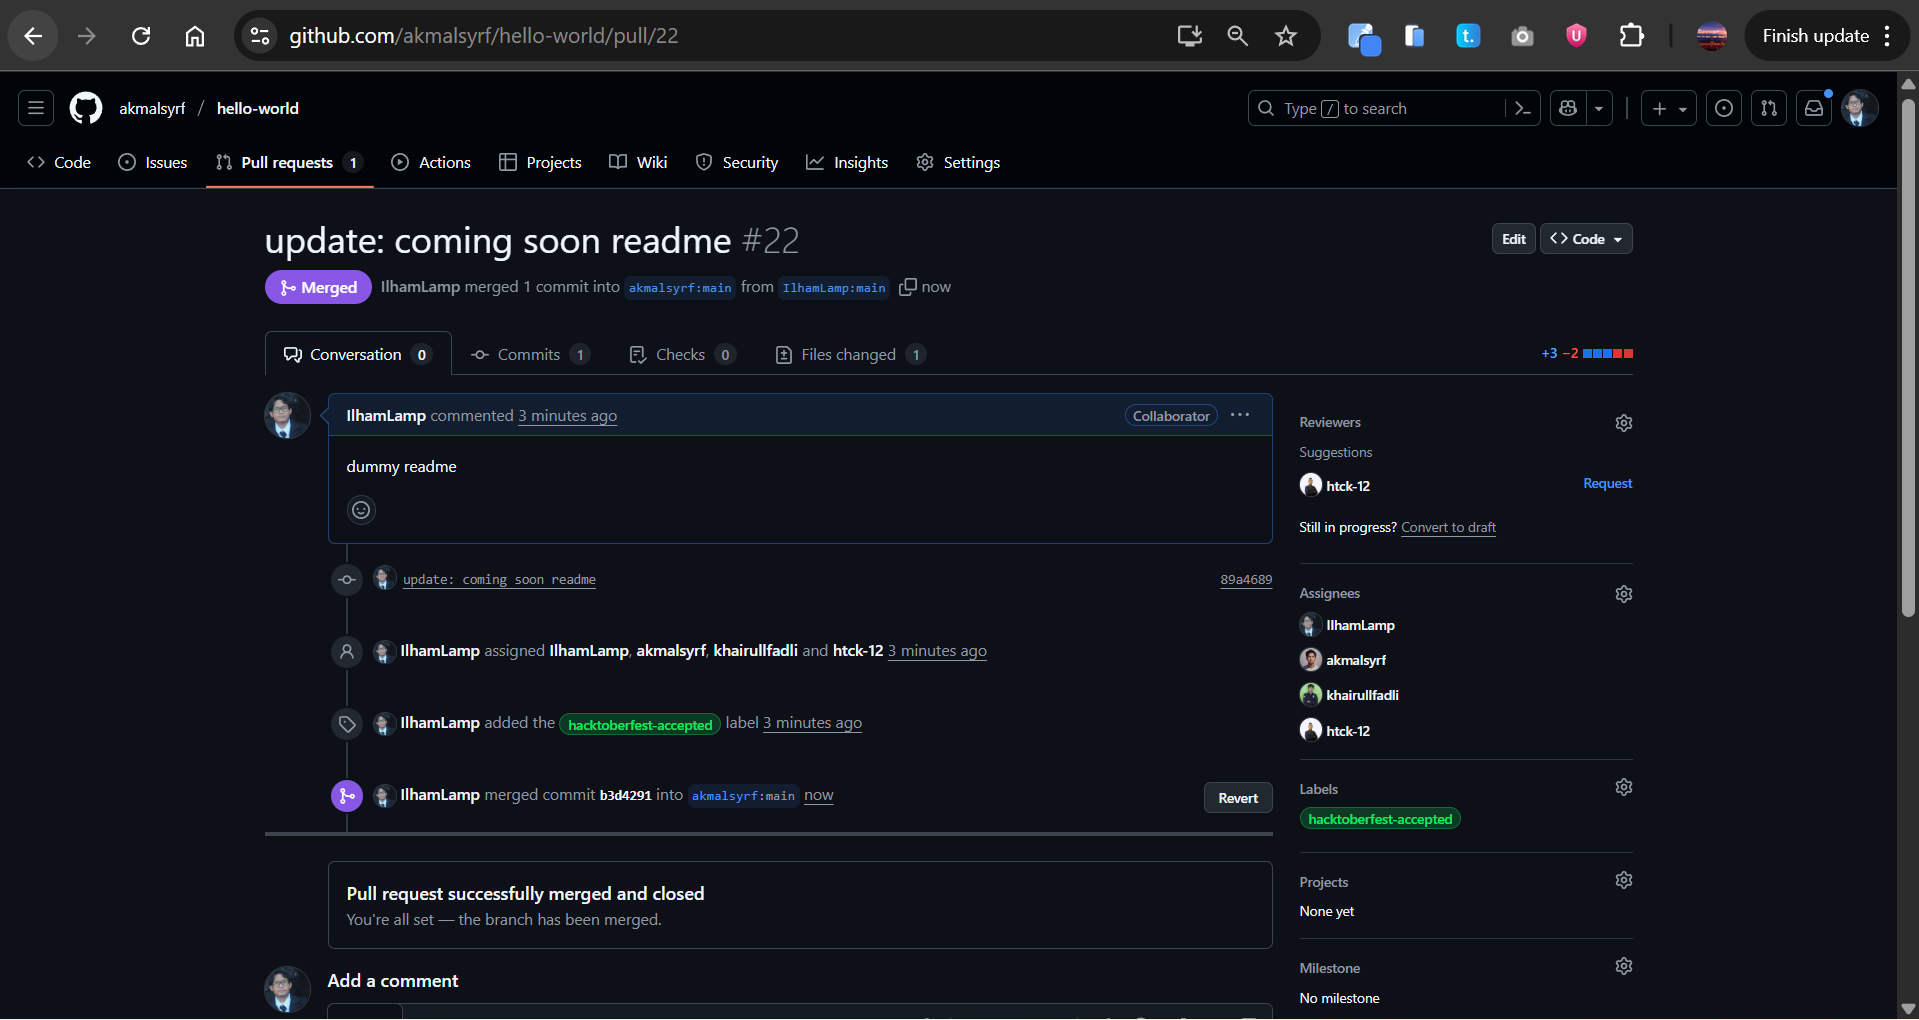 github.com/akmalsyrf/hello-world/pull/22
Finish update
akmalsyrf / hello-world
Type / to search
Code
Issues
Pull requests 1
Actions
Projects
Wiki
Security
Insights
Settings
update: coming soon readme #22
Edit
Code
Merged
IlhamLamp merged 1 commit into akmalsyrf:main from IlhamLamp:main now
Conversation 0
Commits 1
Checks 0
Files changed 1
+3 −2
IlhamLamp commented 3 minutes ago
Collaborator
dummy readme
update: coming soon readme
89a4689
IlhamLamp assigned IlhamLamp, akmalsyrf, khairullfadli and htck-12 3 minutes ago
IlhamLamp added the hacktoberfest-accepted label 3 minutes ago
IlhamLamp merged commit b3d4291 into akmalsyrf:main now
Revert
Pull request successfully merged and closed
You're all set — the branch has been merged.
Add a comment
Reviewers
Suggestions
htck-12
Request
Still in progress? Convert to draft
Assignees
IlhamLamp
akmalsyrf
khairullfadli
htck-12
Labels
hacktoberfest-accepted
Projects
None yet
Milestone
No milestone